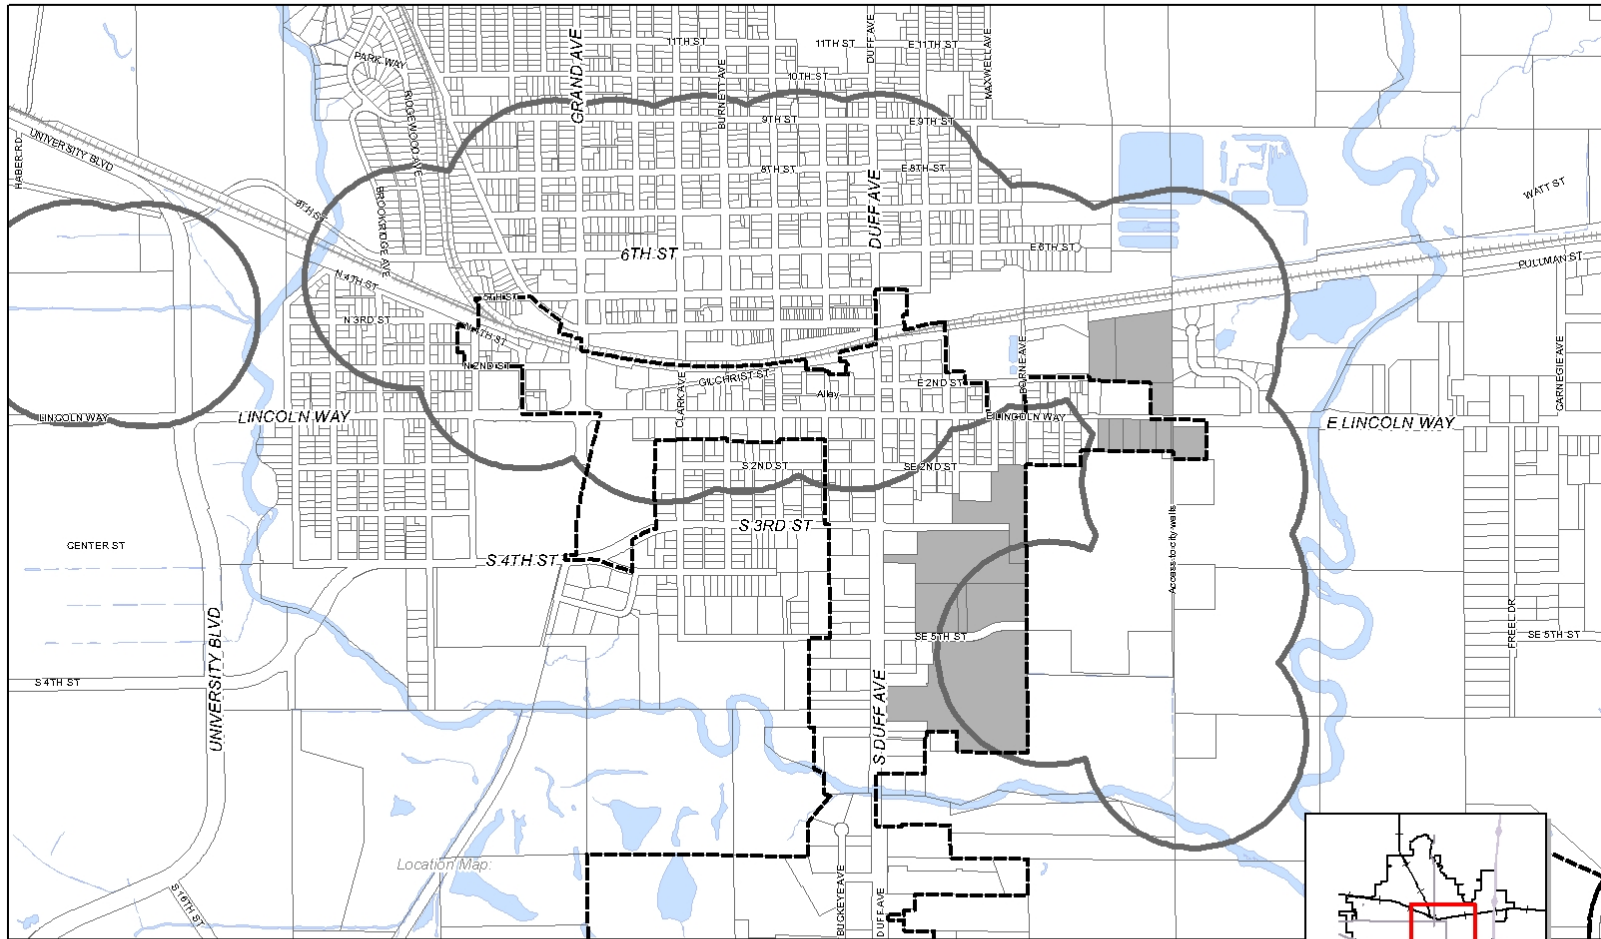 11TH ST
11TH ST
E 11TH ST
DUFF AVE
MAXWELL AVE
GRAND AVE
PARK WAY
10TH ST
BURNETT AVE
RIDGEWOOD AVE
9TH ST
E 9TH ST
UNIVERSITY BLVD
HABER RD
8TH ST
E 8TH ST
WATT ST
6TH ST
BROOKRIDGE AVE
DUFF AVE
6TH ST
E 6TH ST
PULLMAN ST
N 4TH ST
5TH ST
N 3RD ST
N 4TH ST
N 2ND ST
GILCHRIST ST
CLARK AVE
Alley
E 2ND ST
BORNE AVE
CARNEGIE AVE
LINCOLN WAY
LINCOLN WAY
E LINCOLN WAY
E LINCOLN WAY
S 2ND ST
SE 2ND ST
S 3RD ST
CENTER ST
S 4TH ST
Access-to-city-wells
UNIVERSITY BLVD
SE 5TH ST
FREEL DR
SE 5TH ST
S 4TH ST
S DUFF AVE
Location Map:
S 16TH ST
BUCKEYE AVE
DUFF AVE